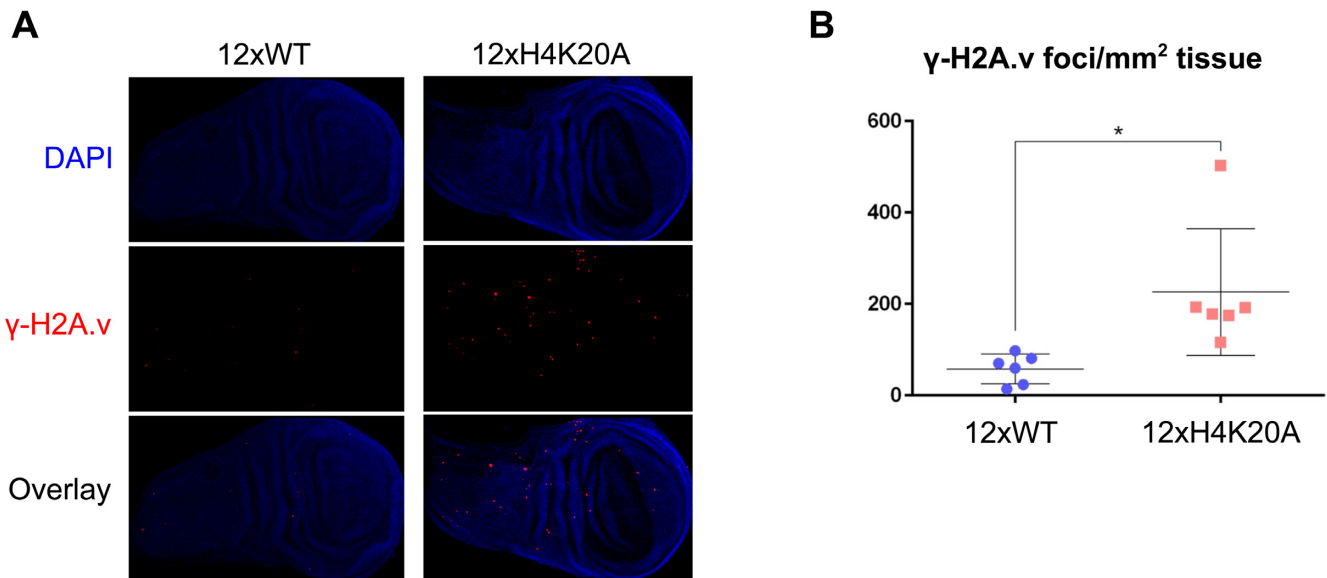 A
B
12xWT
12xH4K20A
DAPI
γ-H2A.v
Overlay
γ-H2A.v foci/mm² tissue
600
*
400
200
0
12xWT
12xH4K20A